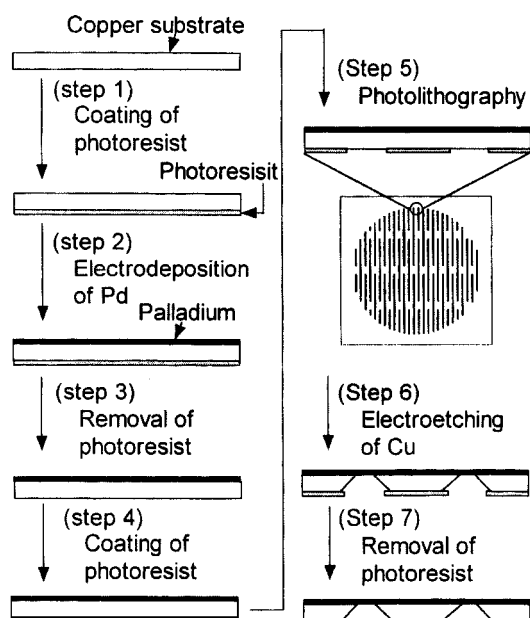 Copper substrate
(step 1)
Coating of
photoresist
Photoresisit
(step 2)
Electrodeposition
of Pd
Palladium
(step 3)
Removal of
photoresist
(step 4)
Coating of
photoresist
(Step 5)
Photolithography
(Step 6)
Electroetching
of Cu
(Step 7)
Removal of
photoresist